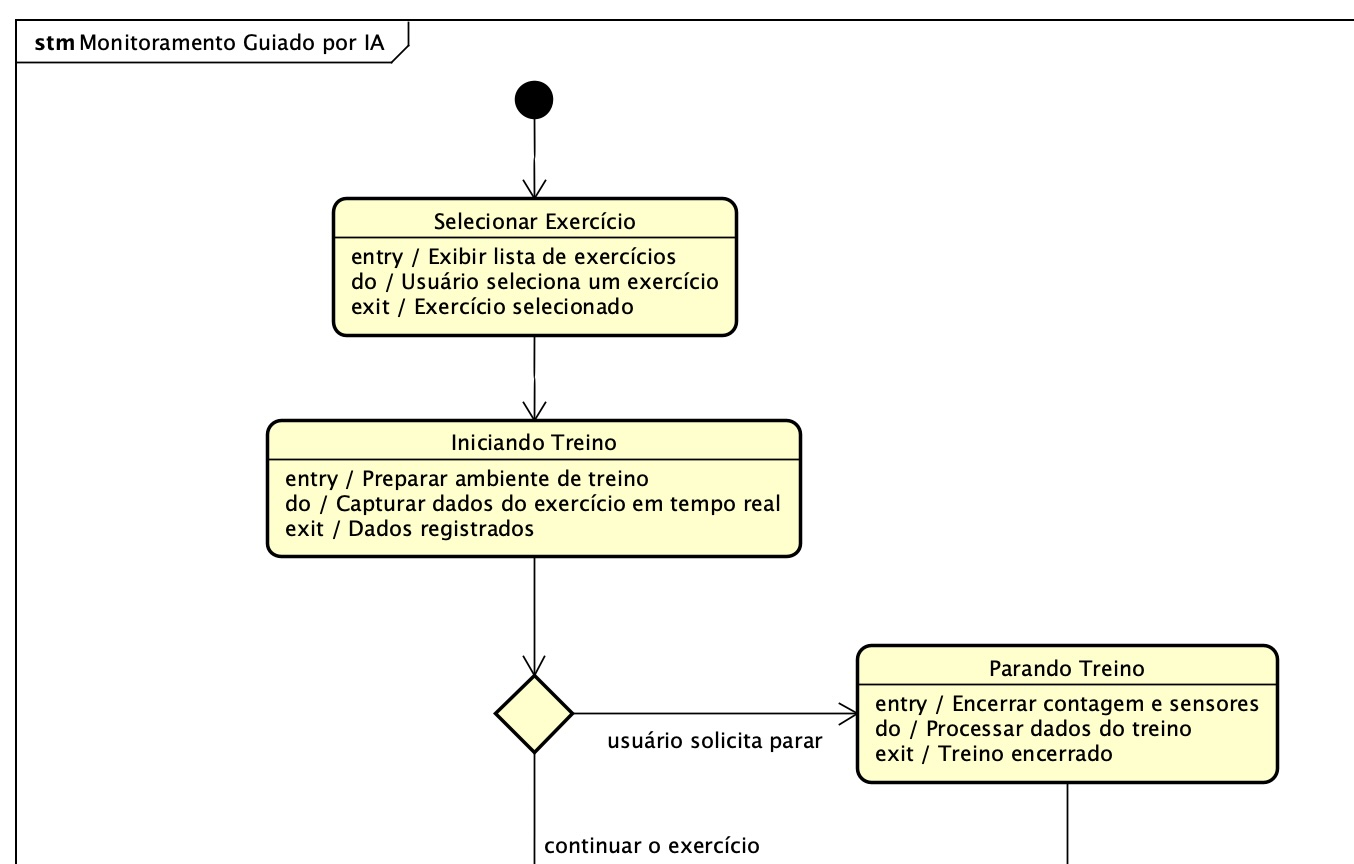 stm Monitoramento Guiado por IA
Selecionar Exercício
entry / Exibir lista de exercícios
do / Usuário seleciona um exercício
exit / Exercício selecionado
Iniciando Treino
entry / Preparar ambiente de treino
do / Capturar dados do exercício em tempo real
exit / Dados registrados
Parando Treino
entry / Encerrar contagem e sensores
do / Processar dados do treino
exit / Treino encerrado
usuário solicita parar
continuar o exercício